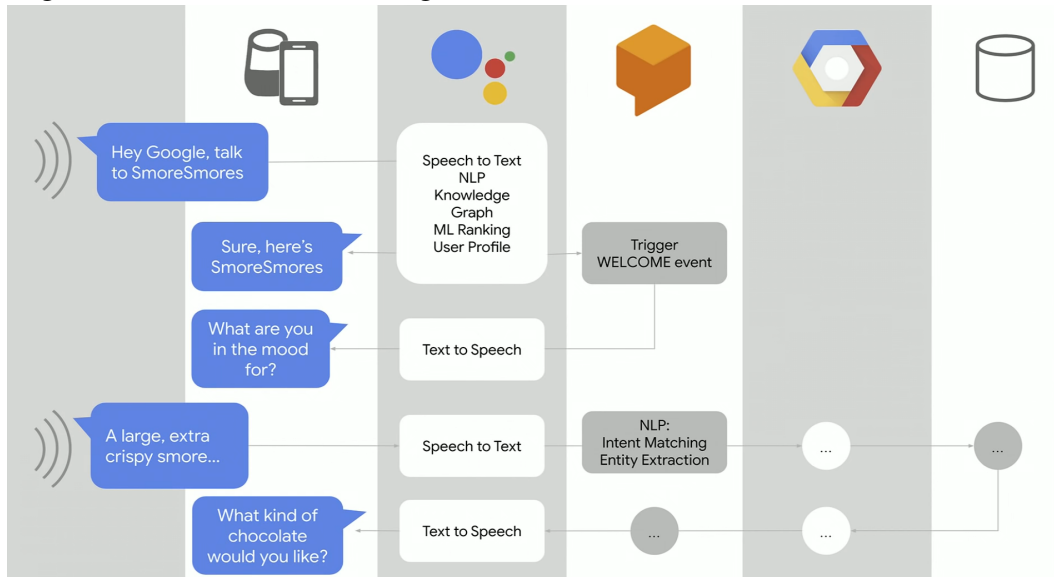 Hey Google, talk
to SmoreSmores
Speech to Text
NLP
Knowledge
Graph
ML Ranking
User Profile
Sure, here's
SmoreSmores
Trigger
WELCOME event
What are you
in the mood
for?
Text to Speech
A large, extra
crispy smore...
Speech to Text
NLP:
Intent Matching
Entity Extraction
...
...
What kind of
chocolate
would you like?
Text to Speech
...
...